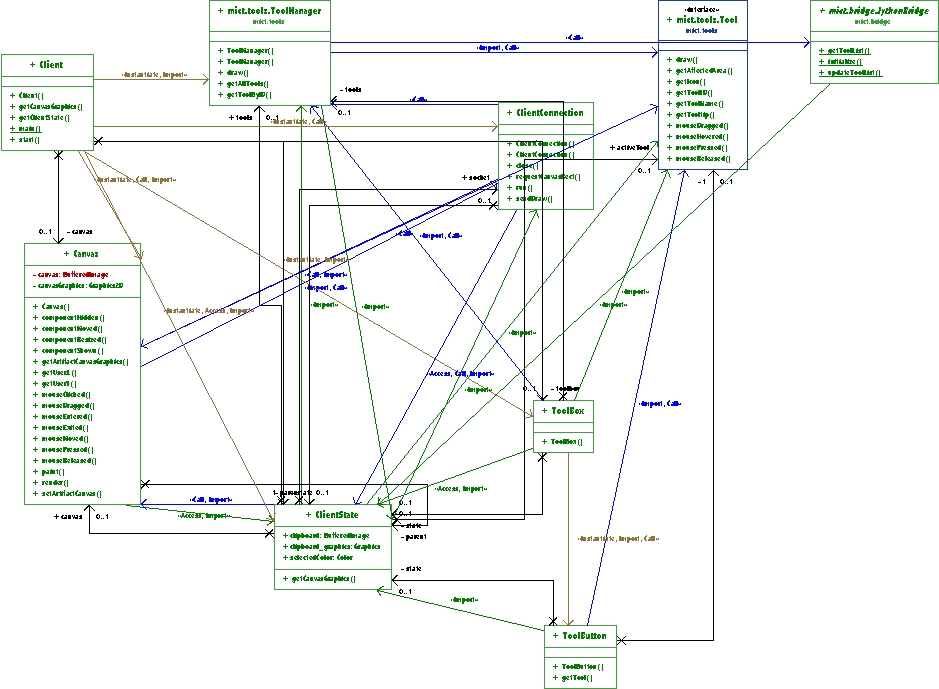 + mict.tools.ToolManager
mict.tools
+ ToolManager()
+ ToolManager()
+ draw()
+ getAllTools()
+ getToolByID()
«interface»
+ mict.tools.Tool
mict.tools
+ draw()
+ getAffectedArea()
+ getIcon()
+ getToolID()
+ getToolName()
+ getTooltip()
+ mouseDragged()
+ mouseHovered()
+ mousePressed()
+ mouseReleased()
+ mict.bridge.JythonBridge
mict.bridge
+ getToolList()
+ initialize()
+ updateToolList()
+ Client
+ Client()
+ getCanvasGraphics()
+ getClientState()
+ main()
+ start()
«Call»
«Import, Call»
«Instantiate, Import»
- tools
0..1
«Call»
+ tools
0..1
«Instantiate, Call»
+ ClientConnection
+ ClientConnection()
+ ClientConnection()
+ close()
+ requestCanvasRect()
+ run()
+ sendDraw()
+ activeTool
0..1
- 1
0..1
+ socket
0..1
«Instantiate, Call, Import»
0..1
- canvas
«Call»
«Import, Call»
+ Canvas
- canvas: BufferedImage
- canvasGraphics: Graphics2D
+ Canvas()
+ componentHidden()
+ componentMoved()
+ componentResized()
+ componentShown()
+ getArtifactCanvasGraphics()
+ getUserX()
+ getUserY()
+ mouseClicked()
+ mouseDragged()
+ mouseEntered()
+ mouseExited()
+ mouseMoved()
+ mousePressed()
+ mouseReleased()
+ paint()
+ render()
+ setArtifactCanvas()
«Instantiate, Import»
«Call, Import»
«Import, Call»
«Import»
«Import»
«Instantiate, Access, Import»
«Import»
«Import»
«Import»
«Access, Call, Import»
«Import»
0..1
- toolbox
«Import, Call»
+ ToolBox
+ ToolBox()
«Access, Import»
0..1
«Call, Import»
«Access, Import»
+ canvas
0..1
+ ClientState
+ clipboard: BufferedImage
+ clipboard_graphics: Graphics
+ selectedColor: Color
+ getCanvasGraphics()
0..1
0..1
- state
- parent
- state
0..1
«Import»
«Instantiate, Import, Call»
+ ToolButton
+ ToolButton()
+ getTool()